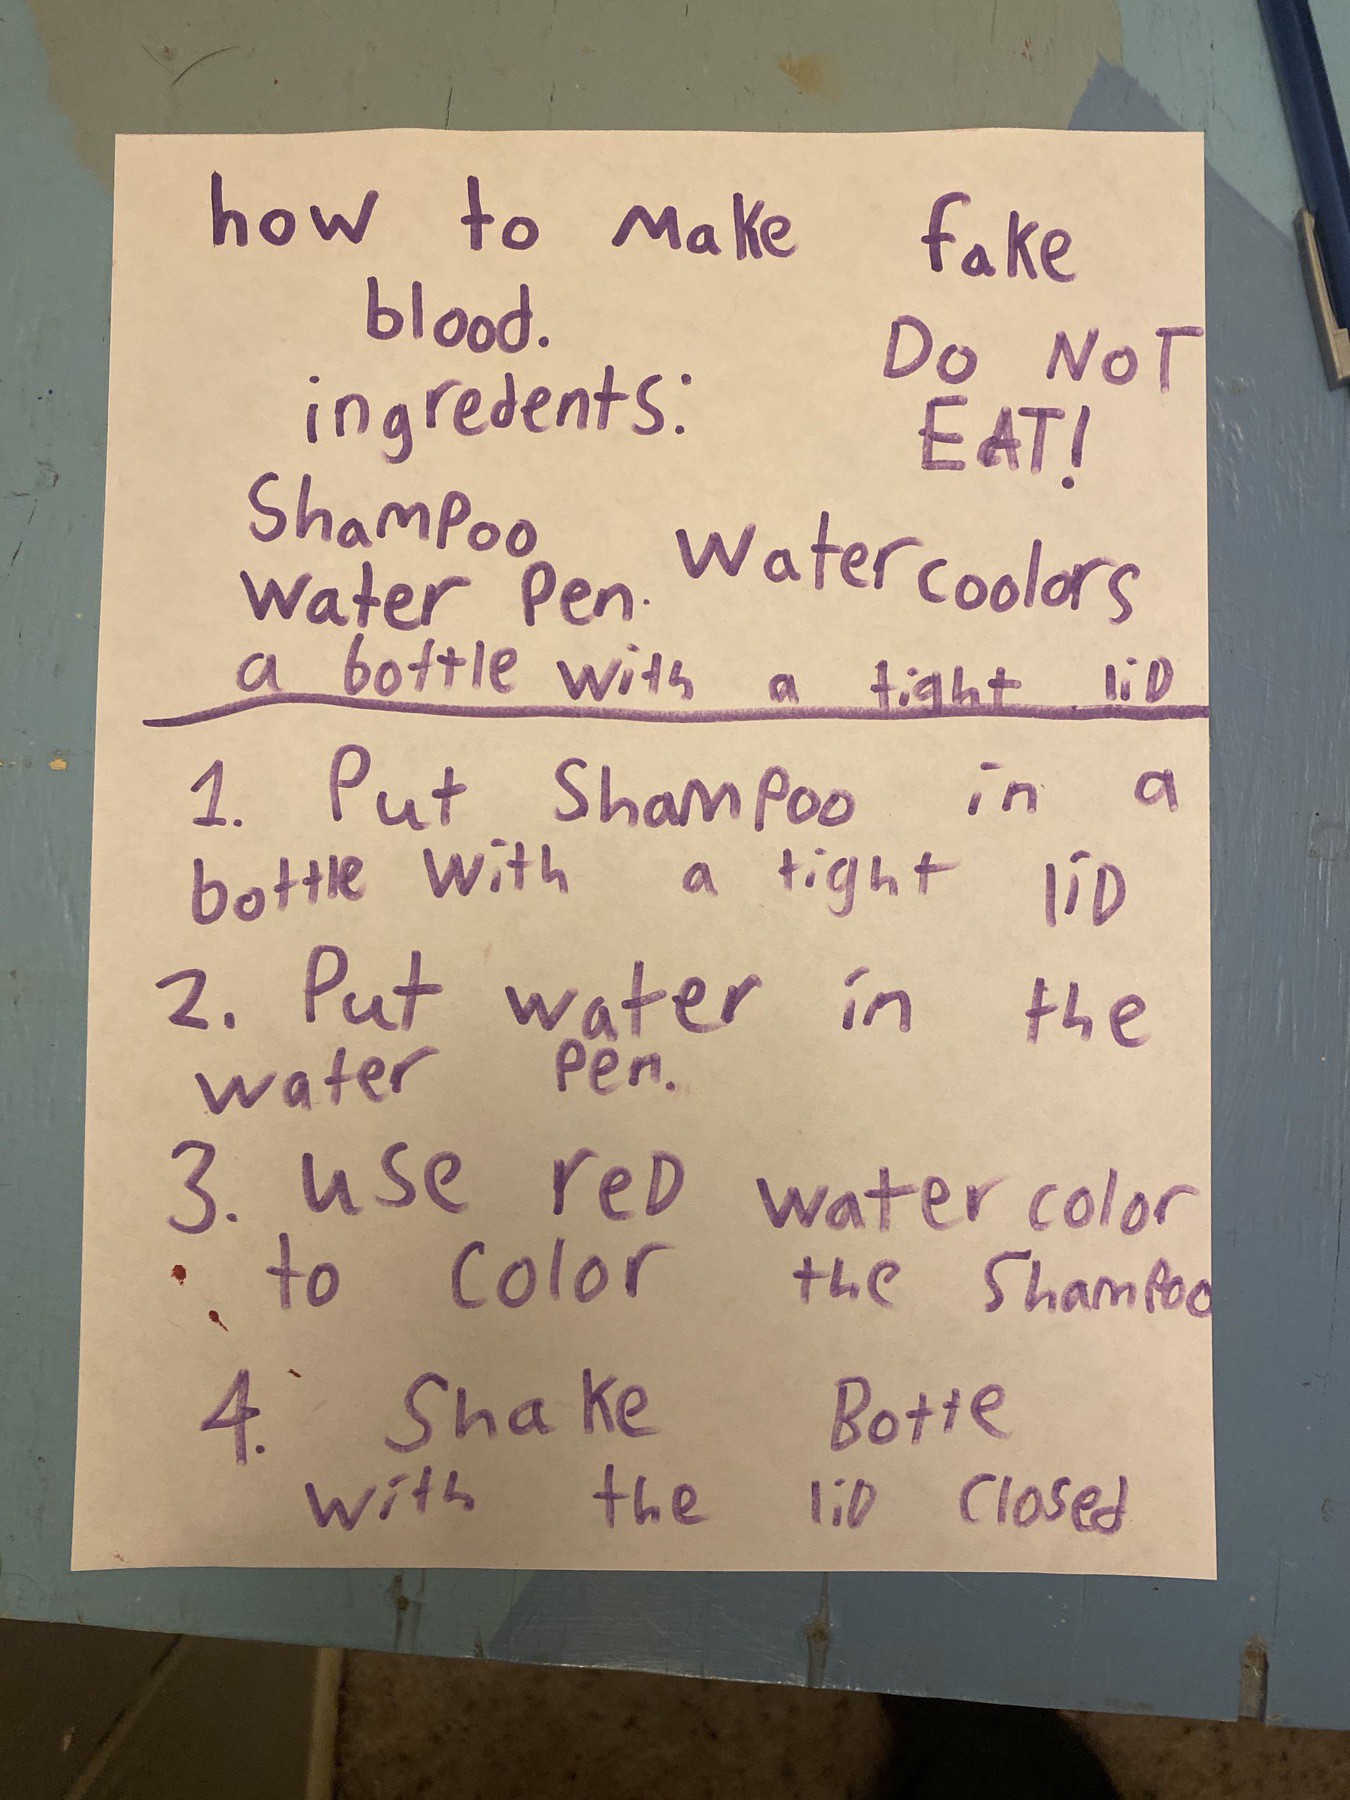 how to make fake
blood.
DO NOT
EAT!
ingredents:
Shampoo
Water Pen. Watercoolors
a bottle with a tight liD
1. Put Shampoo in a
bottle with a tight liD
2. Put water in the
water Pen.
3. use reD watercolor
to color the Shampoo
4. Shake Botte
with the liD closed